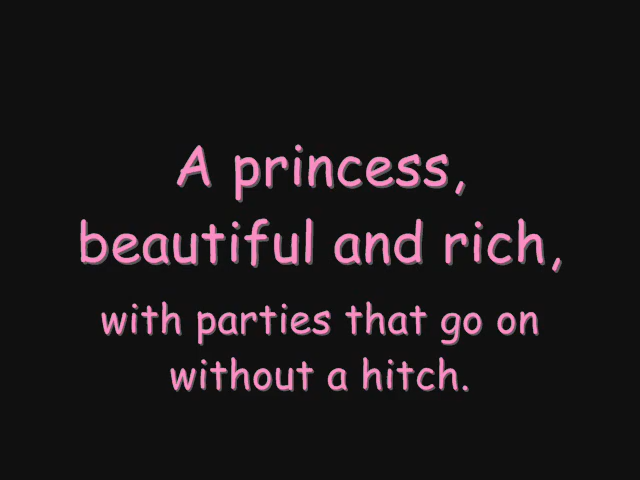 A princess,
beautiful and rich,
with parties that go on
without a hitch.